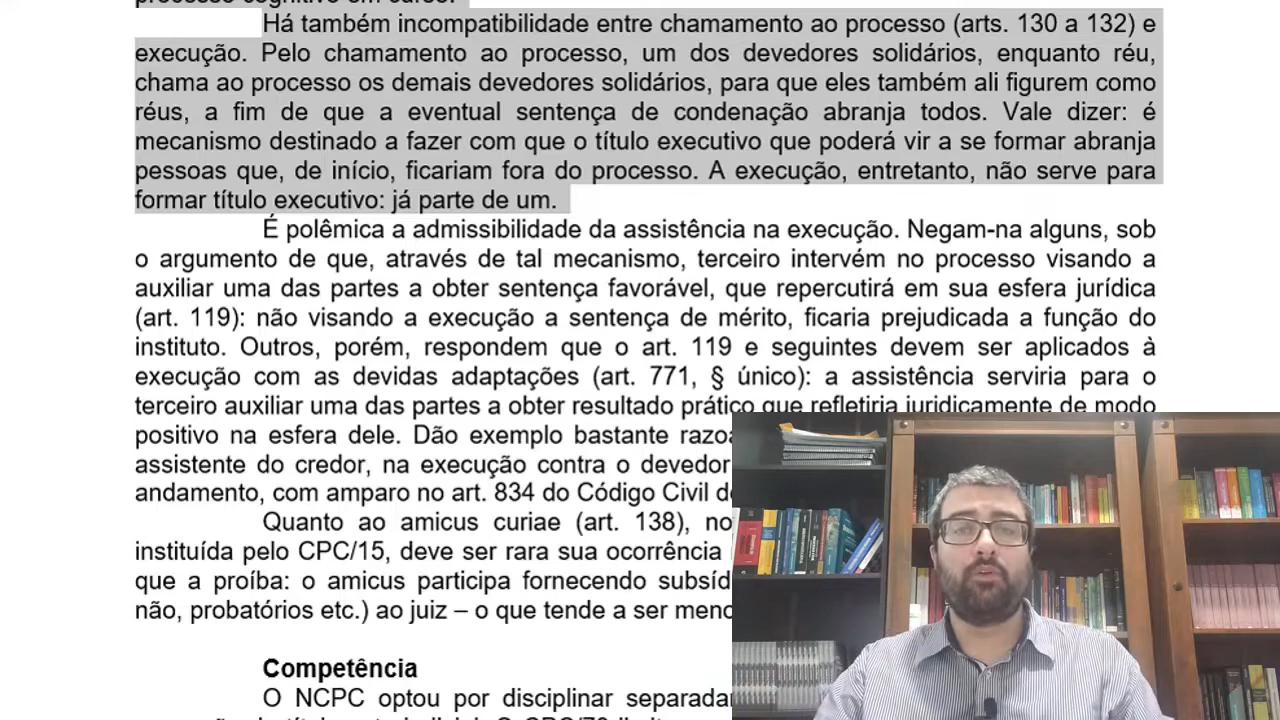 processo cognitivo em curso.
Há também incompatibilidade entre chamamento ao processo (arts. 130 a 132) e
execução. Pelo chamamento ao processo, um dos devedores solidários, enquanto réu,
chama ao processo os demais devedores solidários, para que eles também ali figurem como
réus, a fim de que a eventual sentença de condenação abranja todos. Vale dizer: é
mecanismo destinado a fazer com que o título executivo que poderá vir a se formar abranja
pessoas que, de início, ficariam fora do processo. A execução, entretanto, não serve para
formar título executivo: já parte de um.
É polêmica a admissibilidade da assistência na execução. Negam-na alguns, sob
o argumento de que, através de tal mecanismo, terceiro intervém no processo visando a
auxiliar uma das partes a obter sentença favorável, que repercutirá em sua esfera jurídica
(art. 119): não visando a execução a sentença de mérito, ficaria prejudicada a função do
instituto. Outros, porém, respondem que o art. 119 e seguintes devem ser aplicados à
execução com as devidas adaptações (art. 771, § único): a assistência serviria para o
terceiro auxiliar uma das partes a obter resultado prático que refletiria juridicamente de modo
positivo na esfera dele. Dão exemplo bastante
assistente do credor, na execução contra o devedor
andamento, com amparo no art. 834 do Código Civil
Quanto ao amicus curiae (art. 138), no
instituída pelo CPC/15, deve ser rara sua ocorrência
que a proíba: o amicus participa fornecendo
não, probatórios etc.) ao juiz – o que tende a ser
Competência
O NCPC optou por disciplinar